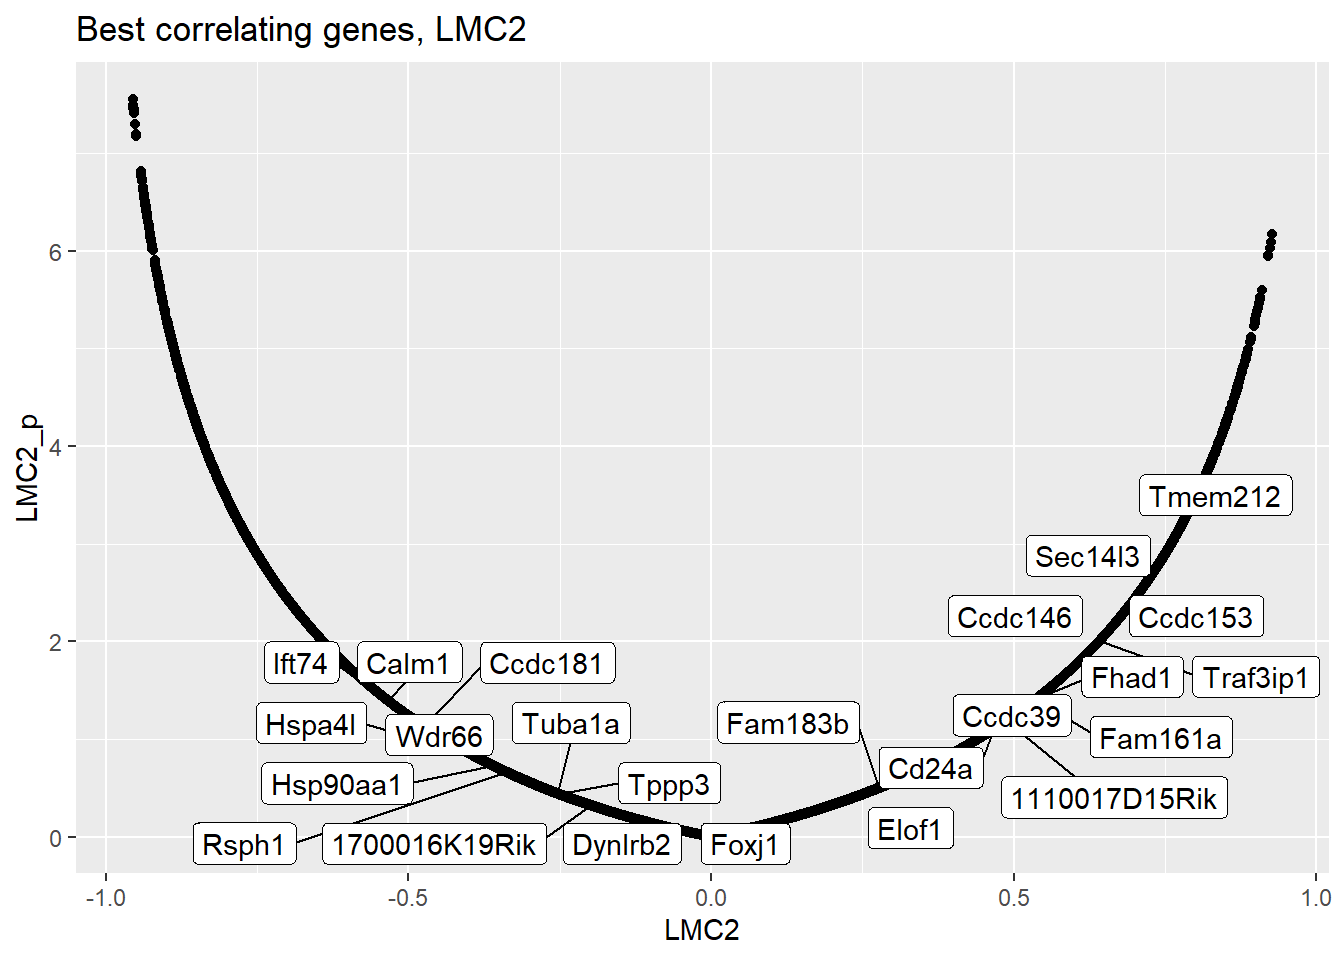 Best correlating genes, LMC2
LMC2_p
6
4
2
0
Tmem212
Sec14l3
Ccdc146
Ccdc153
Ift74
Calm1
Ccdc181
Fhad1
Traf3ip1
Hspa4l
Wdr66
Tuba1a
Fam183b
Ccdc39
Fam161a
Hsp90aa1
Tppp3
Cd24a
1110017D15Rik
Rsph1
1700016K19Rik
Dynlrb2
Foxj1
Elof1
-1.0
-0.5
0.0
0.5
1.0
LMC2